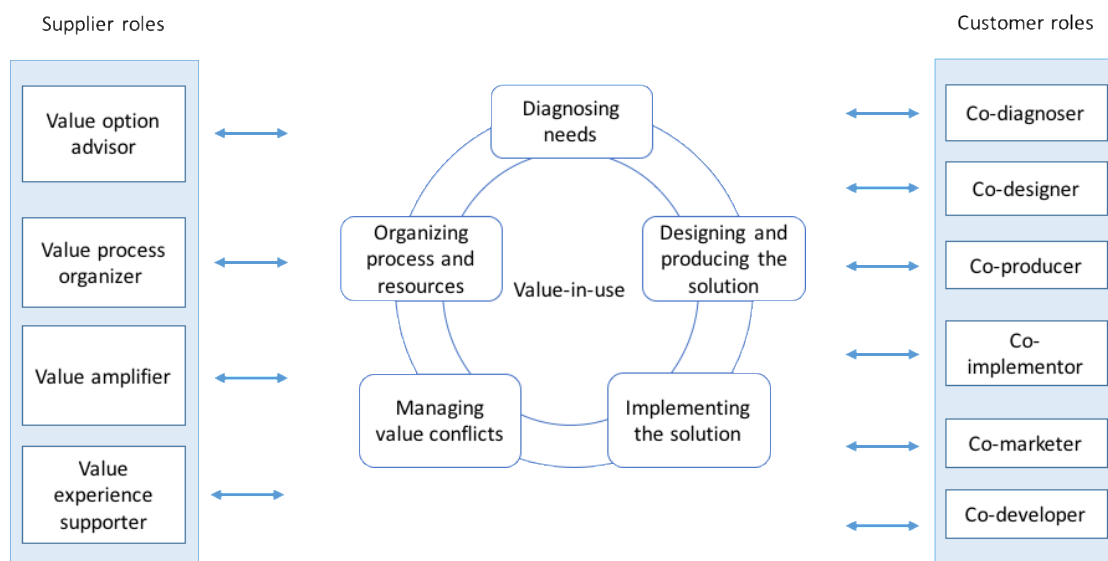 Supplier roles
Customer roles
Value option
advisor
Value process
organizer
Value amplifier
Value
experience
supporter
Diagnosing
needs
Organizing
process and
resources
Designing and
producing the
solution
Value-in-use
Managing
value conflicts
Implementing
the solution
Co-diagnoser
Co-designer
Co-producer
Co-
implementor
Co-marketer
Co-developer